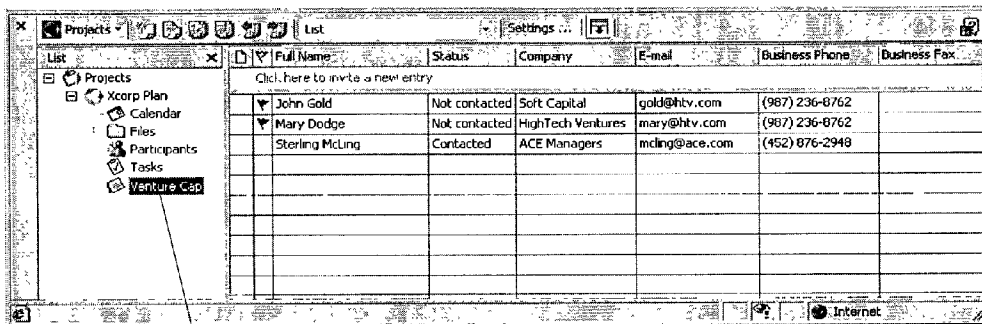 Projects List Settings ...
List Full Name Status Company E-mail Business Phone Business Fax
Projects Click here to invite a new entry
Xcorp Plan John Gold Not contacted Soft Capital gold@htv.com (987) 236-8762
Calendar Mary Dodge Not contacted HighTech Ventures mary@htv.com (987) 236-8762
Files Sterling McLing Contacted ACE Managers mcling@ace.com (452) 876-2948
Participants
Tasks
Venture Cap
Internet